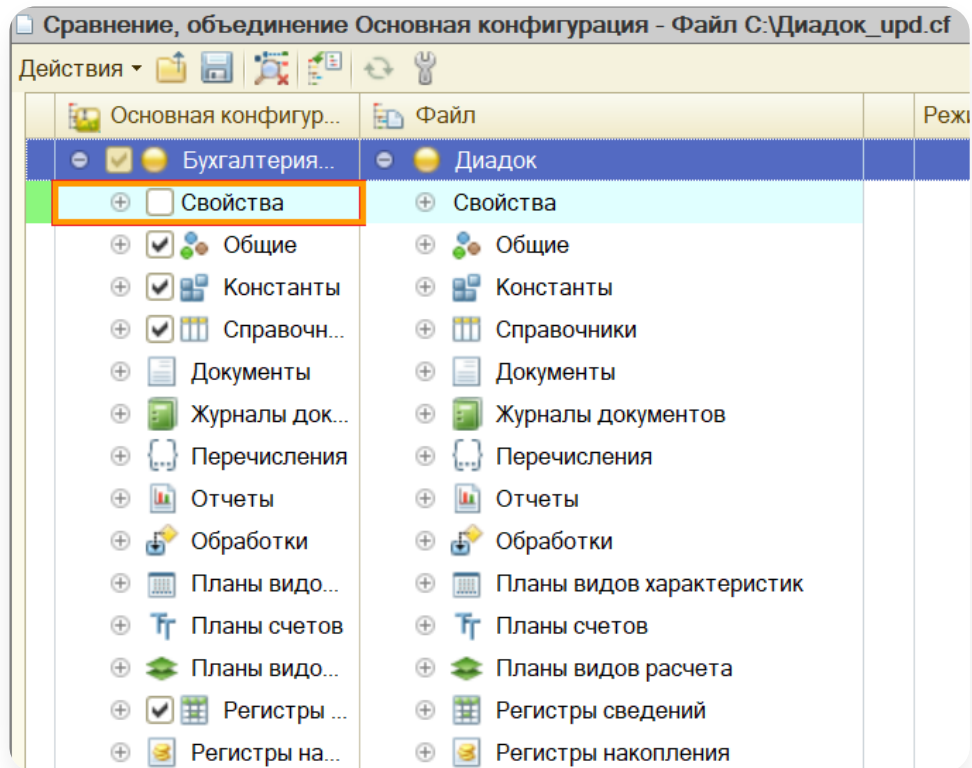 Сравнение, объединение Основная конфигурация - Файл C:\Диадок_upd.cf
Действия
Основная конфигур... Файл Режи
Бухгалтерия... Диадок
Свойства Свойства
Общие Общие
Константы Константы
Справочн... Справочники
Документы Документы
Журналы док... Журналы документов
Перечисления Перечисления
Отчеты Отчеты
Обработки Обработки
Планы видо... Планы видов характеристик
Планы счетов Планы счетов
Планы видо... Планы видов расчета
Регистры ... Регистры сведений
Регистры на... Регистры накопления